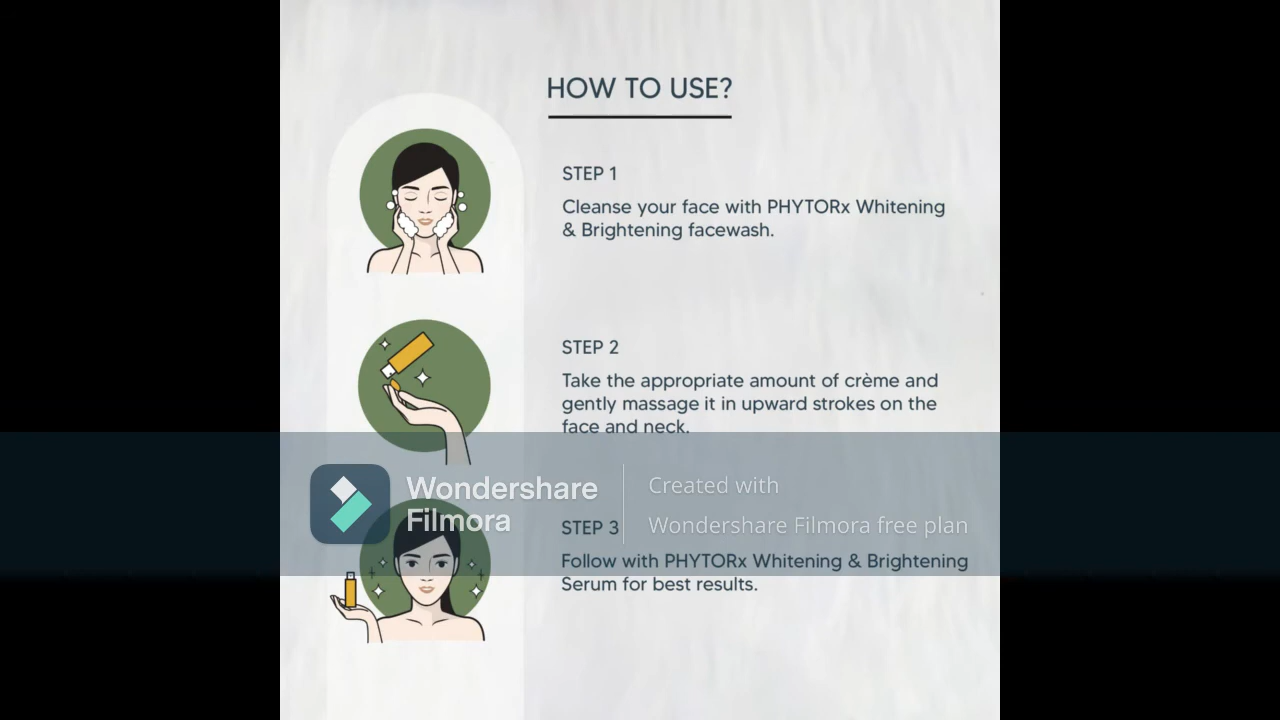 HOW TO USE?
STEP 1
Cleanse your face with PHYTORx Whitening
& Brightening facewash.
STEP 2
Take the appropriate amount of crème and
gently massage it in upward strokes on the
face and neck.
Wondershare
Filmora
Created with
Wondershare Filmora free plan
STEP 3
Follow with PHYTORx Whitening & Brightening
Serum for best results.